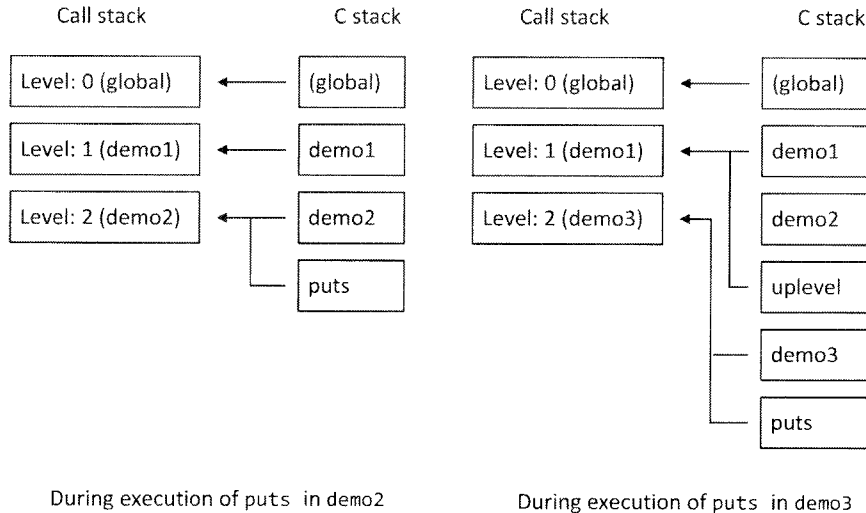 Call stack C stack Call stack C stack
Level: 0 (global) (global) Level: 0 (global) (global)
Level: 1 (demo1) demo1 Level: 1 (demo1) demo1
Level: 2 (demo2) demo2 Level: 2 (demo3) demo2
puts uplevel
demo3
puts
During execution of puts in demo2 During execution of puts in demo3